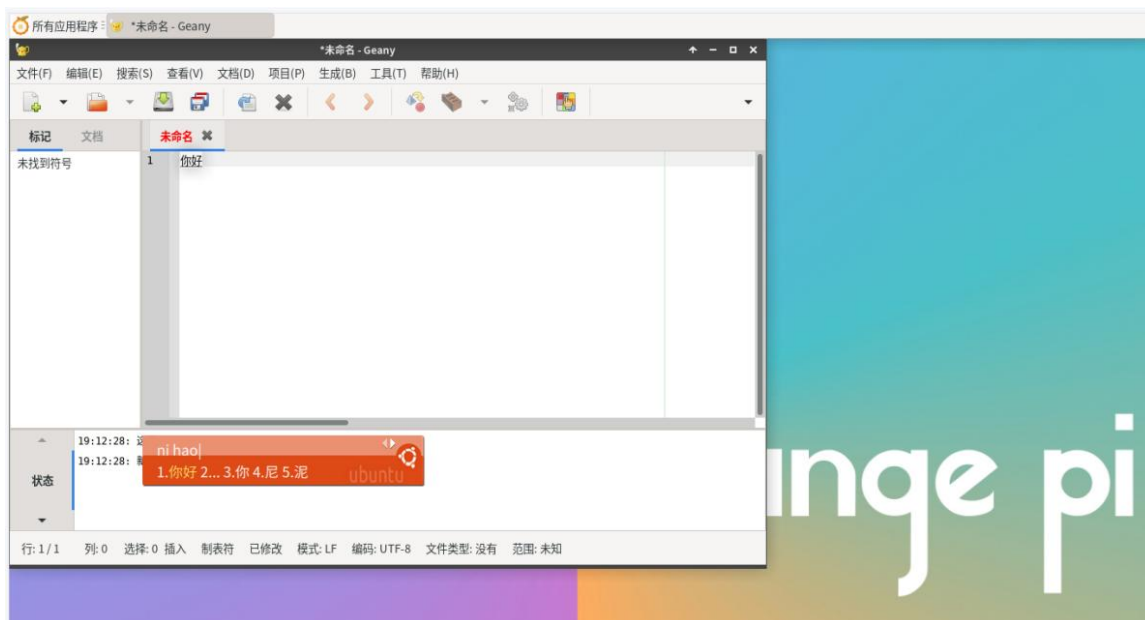 所有应用程序 *未命名 - Geany
*未命名 - Geany
文件(F) 编辑(E) 搜索(S) 查看(V) 文档(D) 项目(P) 生成(B) 工具(T) 帮助(H)
标记 文档 未命名
未找到符号 1 你好
19:12:28:
19:12:28:
ni hao
1.你好 2... 3.你 4.尼 5.泥 ubuntu
状态
行: 1 / 1 列: 0 选择: 0 插入 制表符 已修改 模式: LF 编码: UTF-8 文件类型: 没有 范围: 未知
nge pi